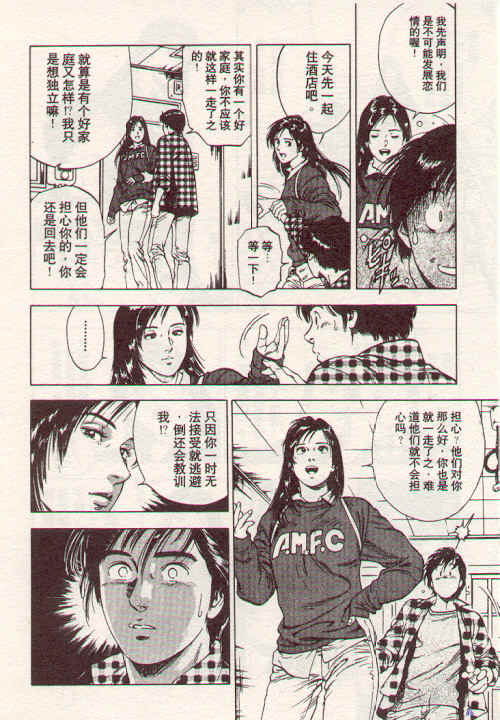 我先声明，我们
是不可能发展恋
情的喔！
AM
今天先一起
住酒店吧。
等…
等一下！
其实你有一个好
家庭，你不应该
就这样一走了之
的！
就算是有个好家
庭又怎样!?我只
是想独立嘛！
A.M.F.C
但他们一定会
担心你的，你
还是回去吧！
………
担心？他们对你
那么好，你也是
就一走了之，难
道他们就不会担
心吗？
A.M.F.C
只因你一时无
法接受就逃避
，倒还会教训
我!?